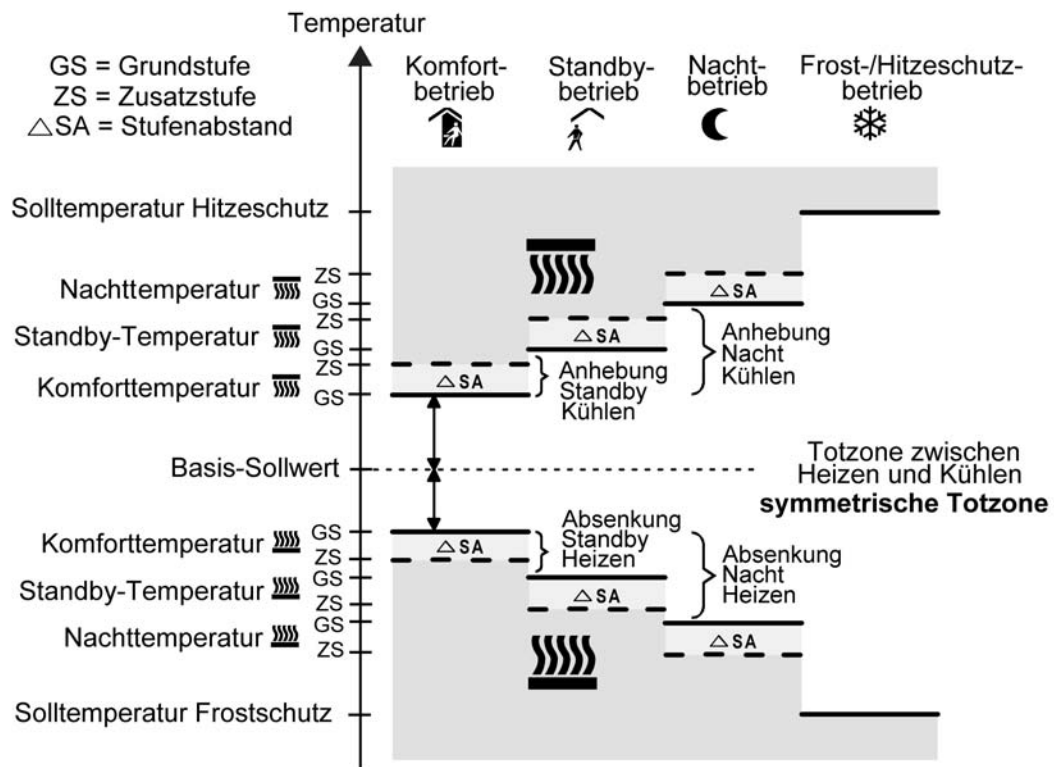 Temperatur
GS = Grundstufe
ZS = Zusatzstufe
△SA = Stufenabstand
Komfort-
betrieb
Standby-
betrieb
Nacht-
betrieb
Frost-/Hitzeschutz-
betrieb
Solltemperatur Hitzeschutz
Nachttemperatur
ZS
GS
△SA
Standby-Temperatur
ZS
GS
△SA
Komforttemperatur
ZS
GS
△SA
Anhebung
Standby
Kühlen
Anhebung
Nacht
Kühlen
Basis-Sollwert
Totzone zwischen
Heizen und Kühlen
symmetrische Totzone
Komforttemperatur
GS
ZS
△SA
Absenkung
Standby
Heizen
Absenkung
Nacht
Heizen
Standby-Temperatur
GS
ZS
△SA
Nachttemperatur
GS
ZS
△SA
Solltemperatur Frostschutz